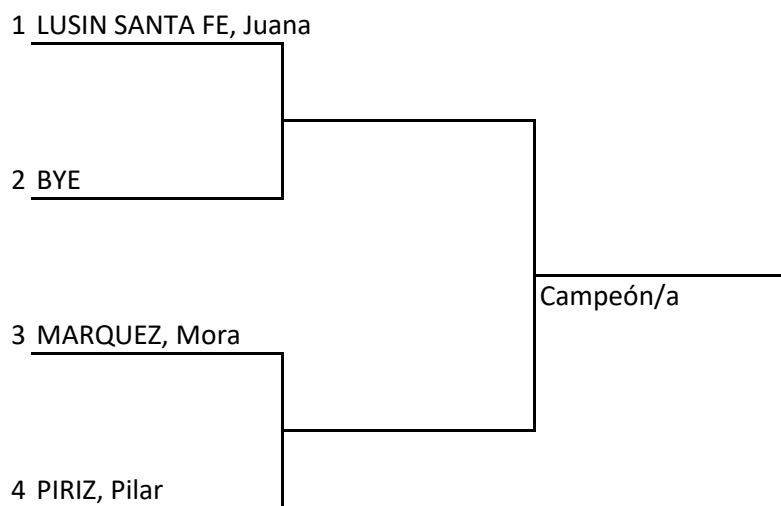 1 LUSIN SANTA FE, Juana
2 BYE
Campeón/a
3 MARQUEZ, Mora
4 PIRIZ, Pilar